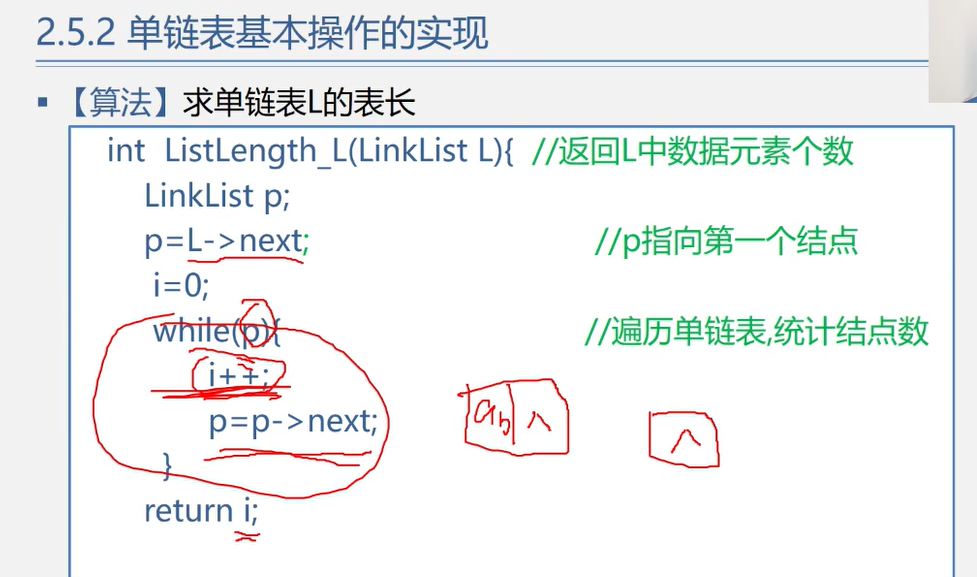 2.5.2 单链表基本操作的实现
▪ 【算法】求单链表L的表长
int ListLength_L(LinkList L){ //返回L中数据元素个数
LinkList p;
p=L->next; //p指向第一个结点
i=0;
while(p){ //遍历单链表,统计结点数
i++;
p=p->next;
}
return i;
an ∧ ∧